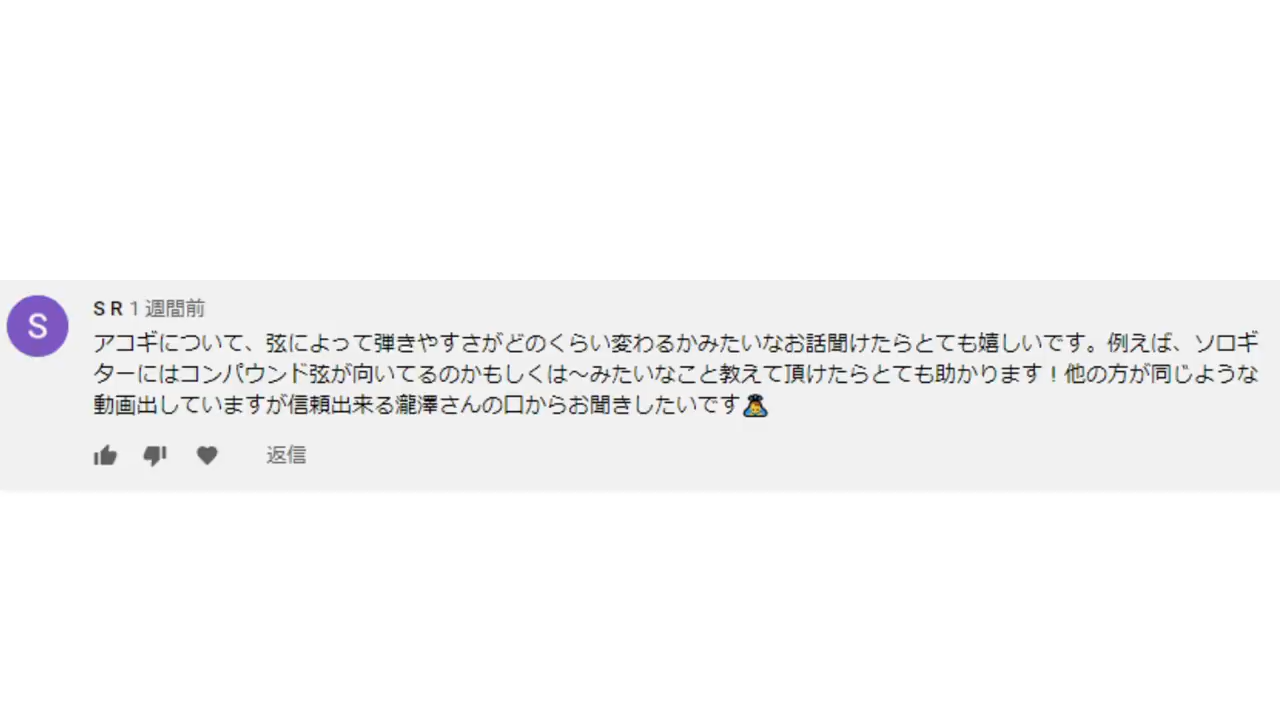 S
S R 1 週間前
アコギについて、弦によって弾きやすさがどのくらい変わるかみたいなお話聞けたらとても嬉しいです。例えば、ソロギ
ターにはコンパウンド弦が向いてるのかもしくは〜みたいなこと教えて頂けたらとても助かります！他の方が同じような
動画出していますが信頼出来る瀧澤さんの口からお聞きしたいです🙇
返信